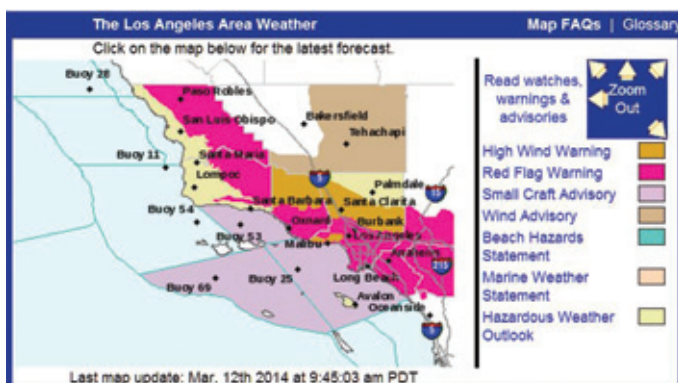 The Los Angeles Area Weather
Map FAQs | Glossary
Click on the map below for the latest forecast.
Buoy 28
Paso Robles
San Luis Obispo
Bakersfield
Tehachapi
Buoy 11
Santa Maria
Lompoc
5
Palmdale
15
Santa Barbara
Santa Clarita
Buoy 54
Buoy 53
Oxnard
Burbank
Malibu
Los Angeles
Anaheim
215
Buoy 25
Long Beach
Buoy 69
Avalon
Oceanside
5
Last map update: Mar. 12th 2014 at 9:45:03 am PDT
Read watches,
warnings &
advisories
Zoom
Out
High Wind Warning
Red Flag Warning
Small Craft Advisory
Wind Advisory
Beach Hazards
Statement
Marine Weather
Statement
Hazardous Weather
Outlook